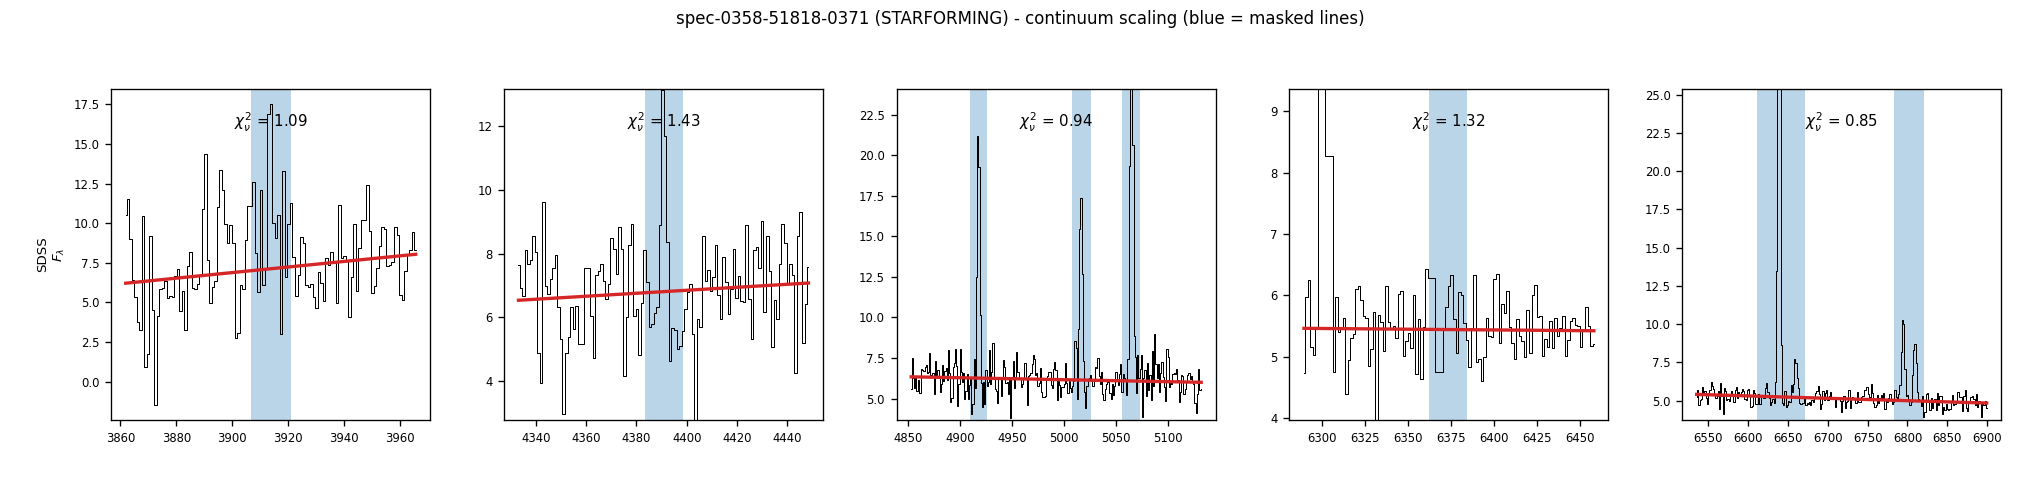 spec-0358-51818-0371 (STARFORMING) - continuum scaling (blue = masked lines)
SDSS
F_λ
χ²_ν = 1.09
17.5
15.0
12.5
10.0
7.5
5.0
2.5
0.0
3860 3880 3900 3920 3940 3960
χ²_ν = 1.43
12
10
8
6
4
4340 4360 4380 4400 4420 4440
χ²_ν = 0.94
22.5
20.0
17.5
15.0
12.5
10.0
7.5
5.0
4850 4900 4950 5000 5050 5100
χ²_ν = 1.32
9
8
7
6
5
4
6300 6325 6350 6375 6400 6425 6450
χ²_ν = 0.85
25.0
22.5
20.0
17.5
15.0
12.5
10.0
7.5
5.0
6550 6600 6650 6700 6750 6800 6850 6900